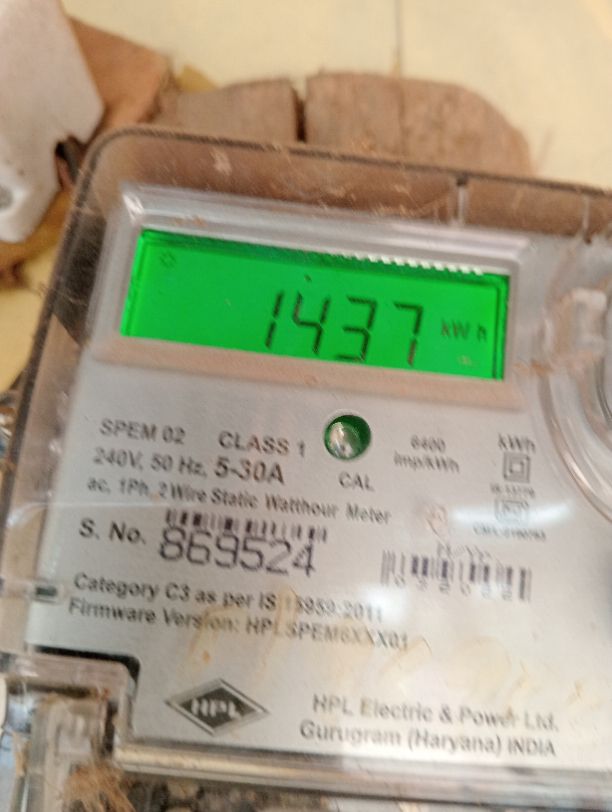 1437 kWh
SPEM 02 CLASS 1 6400 kWh
240V, 50 Hz, 5-30A imp/kWh
CAL
ac, 1Ph, 2 Wire Static Watthour Meter
S. No. 869524
Category C3 as per IS 15959:2011
Firmware Version: HPLSPEM6XXX01
HPL
HPL Electric & Power Ltd.
Gurugram (Haryana) INDIA